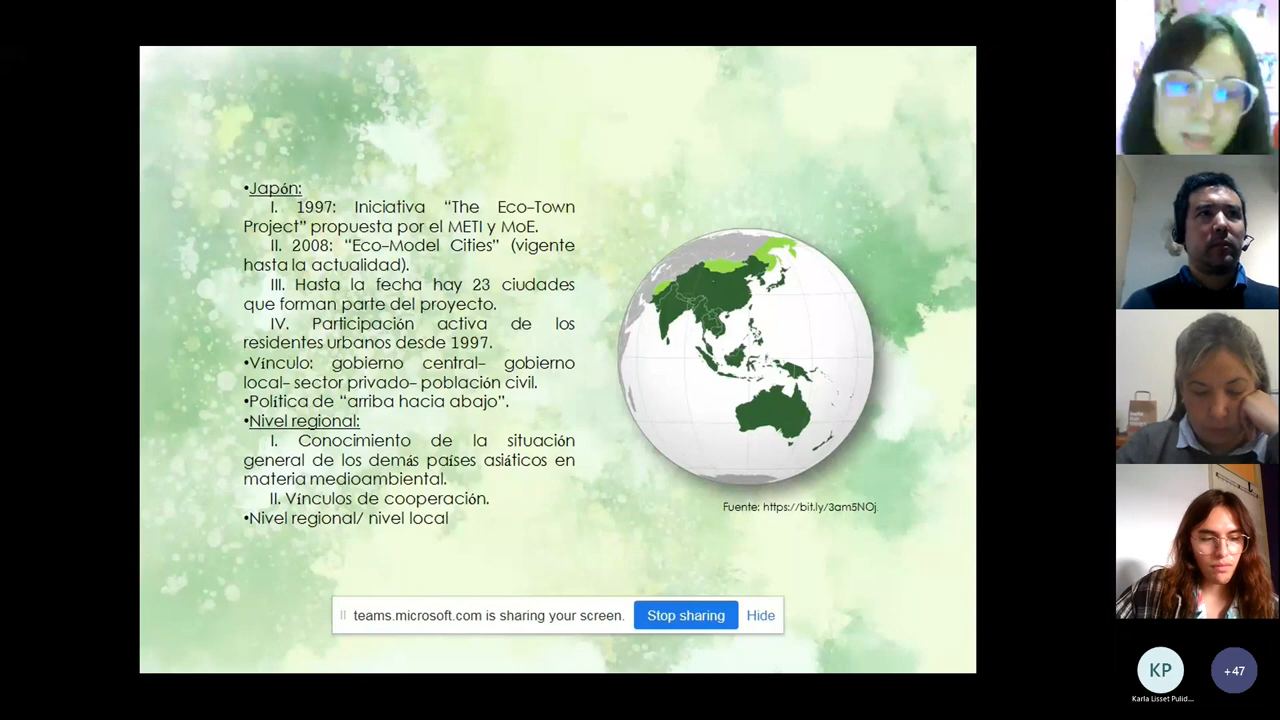 •Japón:
I. 1997: Iniciativa “The Eco-Town
Project” propuesta por el METI y MoE.
II. 2008: “Eco-Model Cities” (vigente
hasta la actualidad).
III. Hasta la fecha hay 23 ciudades
que forman parte del proyecto.
IV. Participación activa de los
residentes urbanos desde 1997.
•Vínculo: gobierno central- gobierno
local- sector privado- población civil.
•Política de “arriba hacia abajo”.
•Nivel regional:
I. Conocimiento de la situación
general de los demás países asiáticos en
materia medioambiental.
II. Vínculos de cooperación.
•Nivel regional/ nivel local
Fuente: https://bit.ly/3am5NOj.
teams.microsoft.com is sharing your screen.
Stop sharing
Hide
KP
+47
Karla Lisset Pulid...